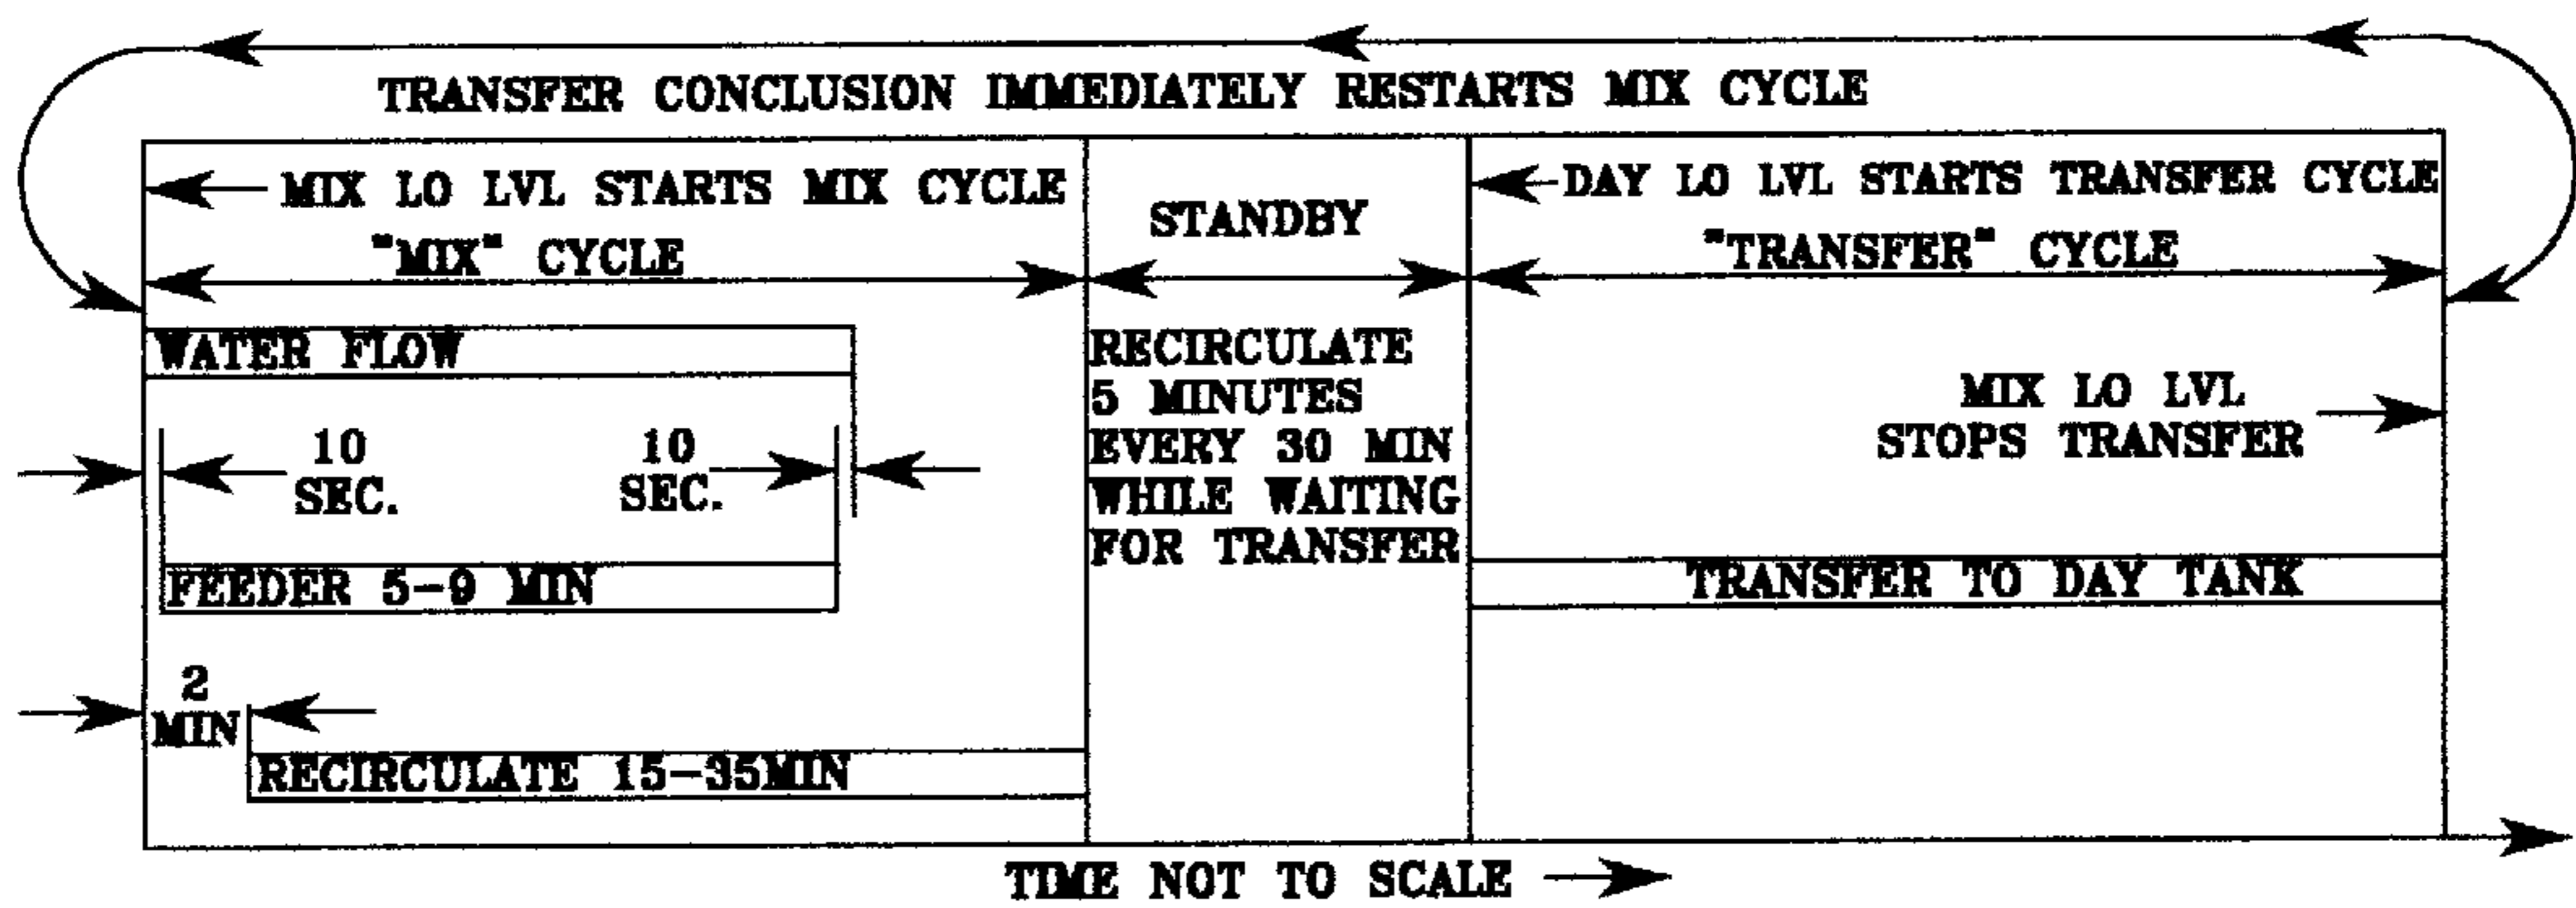 TRANSFER CONCLUSION IMMEDIATELY RESTARTS MIX CYCLE
MIX LO LVL STARTS MIX CYCLE
"MIX" CYCLE
STANDBY
DAY LO LVL STARTS TRANSFER CYCLE
"TRANSFER" CYCLE
WATER FLOW
10
SEC.
10
SEC.
FEEDER 5-9 MIN
2
MIN
RECIRCULATE 15-35MIN
RECIRCULATE
5 MINUTES
EVERY 30 MIN
WHILE WAITING
FOR TRANSFER
MIX LO LVL
STOPS TRANSFER
TRANSFER TO DAY TANK
TIME NOT TO SCALE